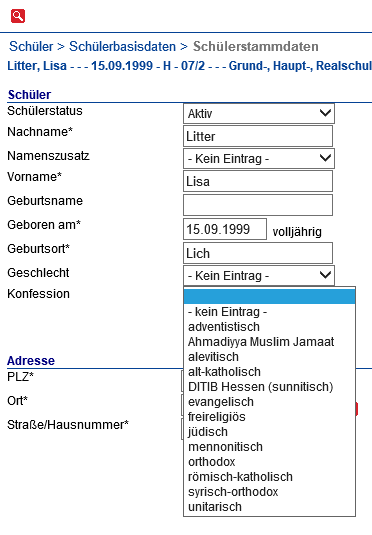 Schüler > Schülerbasisdaten > Schülerstammdaten
Litter, Lisa - - - 15.09.1999 - H - 07/2 - - - Grund-, Haupt-, Realschul
Schüler
Schülerstatus Aktiv
Nachname* Litter
Namenszusatz - Kein Eintrag -
Vorname* Lisa
Geburtsname
Geboren am* 15.09.1999 volljährig
Geburtsort* Lich
Geschlecht - Kein Eintrag -
Konfession
- kein Eintrag -
adventistisch
Ahmadiyya Muslim Jamaat
alevitisch
alt-katholisch
DITIB Hessen (sunnitisch)
evangelisch
freireligiös
jüdisch
mennonitisch
orthodox
römisch-katholisch
syrisch-orthodox
unitarisch
Adresse
PLZ*
Ort*
Straße/Hausnummer*